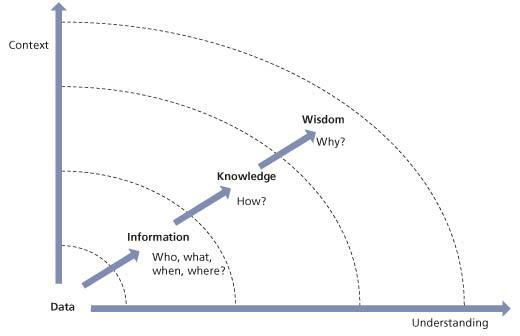 Context
Wisdom
Why?
Knowledge
How?
Information
Who, what,
when, where?
Data
Understanding